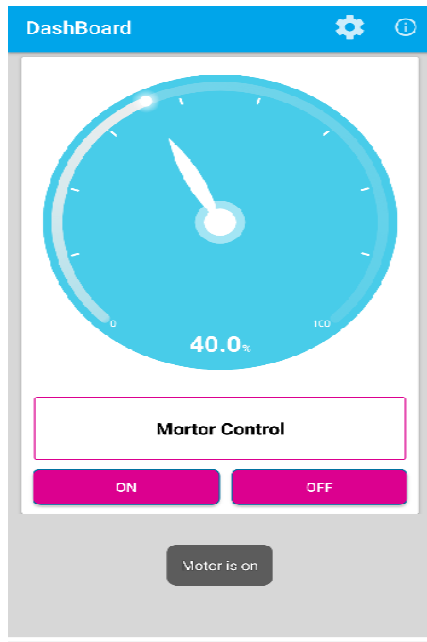 DashBoard
0
100
40.0%
Mortor Control
ON
OFF
Motor is on